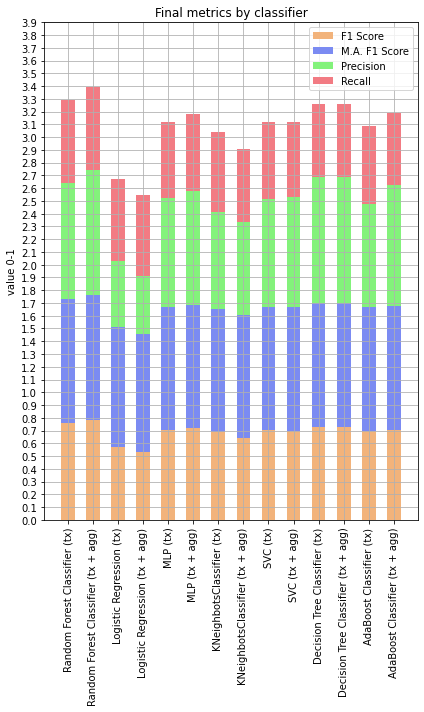 Final metrics by classifier
F1 Score
M.A. F1 Score
Precision
Recall
value 0-1
3.9
3.8
3.7
3.6
3.5
3.4
3.3
3.2
3.1
3.0
2.9
2.8
2.7
2.6
2.5
2.4
2.3
2.2
2.1
2.0
1.9
1.8
1.7
1.6
1.5
1.4
1.3
1.2
1.1
1.0
0.9
0.8
0.7
0.6
0.5
0.4
0.3
0.2
0.1
0.0
Random Forest Classifier (tx)
Random Forest Classifier (tx + agg)
Logistic Regression (tx)
Logistic Regression (tx + agg)
MLP (tx)
MLP (tx + agg)
KNeighbotsClassifier (tx)
KNeighbotsClassifier (tx + agg)
SVC (tx)
SVC (tx + agg)
Decision Tree Classifier (tx)
Decision Tree Classifier (tx + agg)
AdaBoost Classifier (tx)
AdaBoost Classifier (tx + agg)